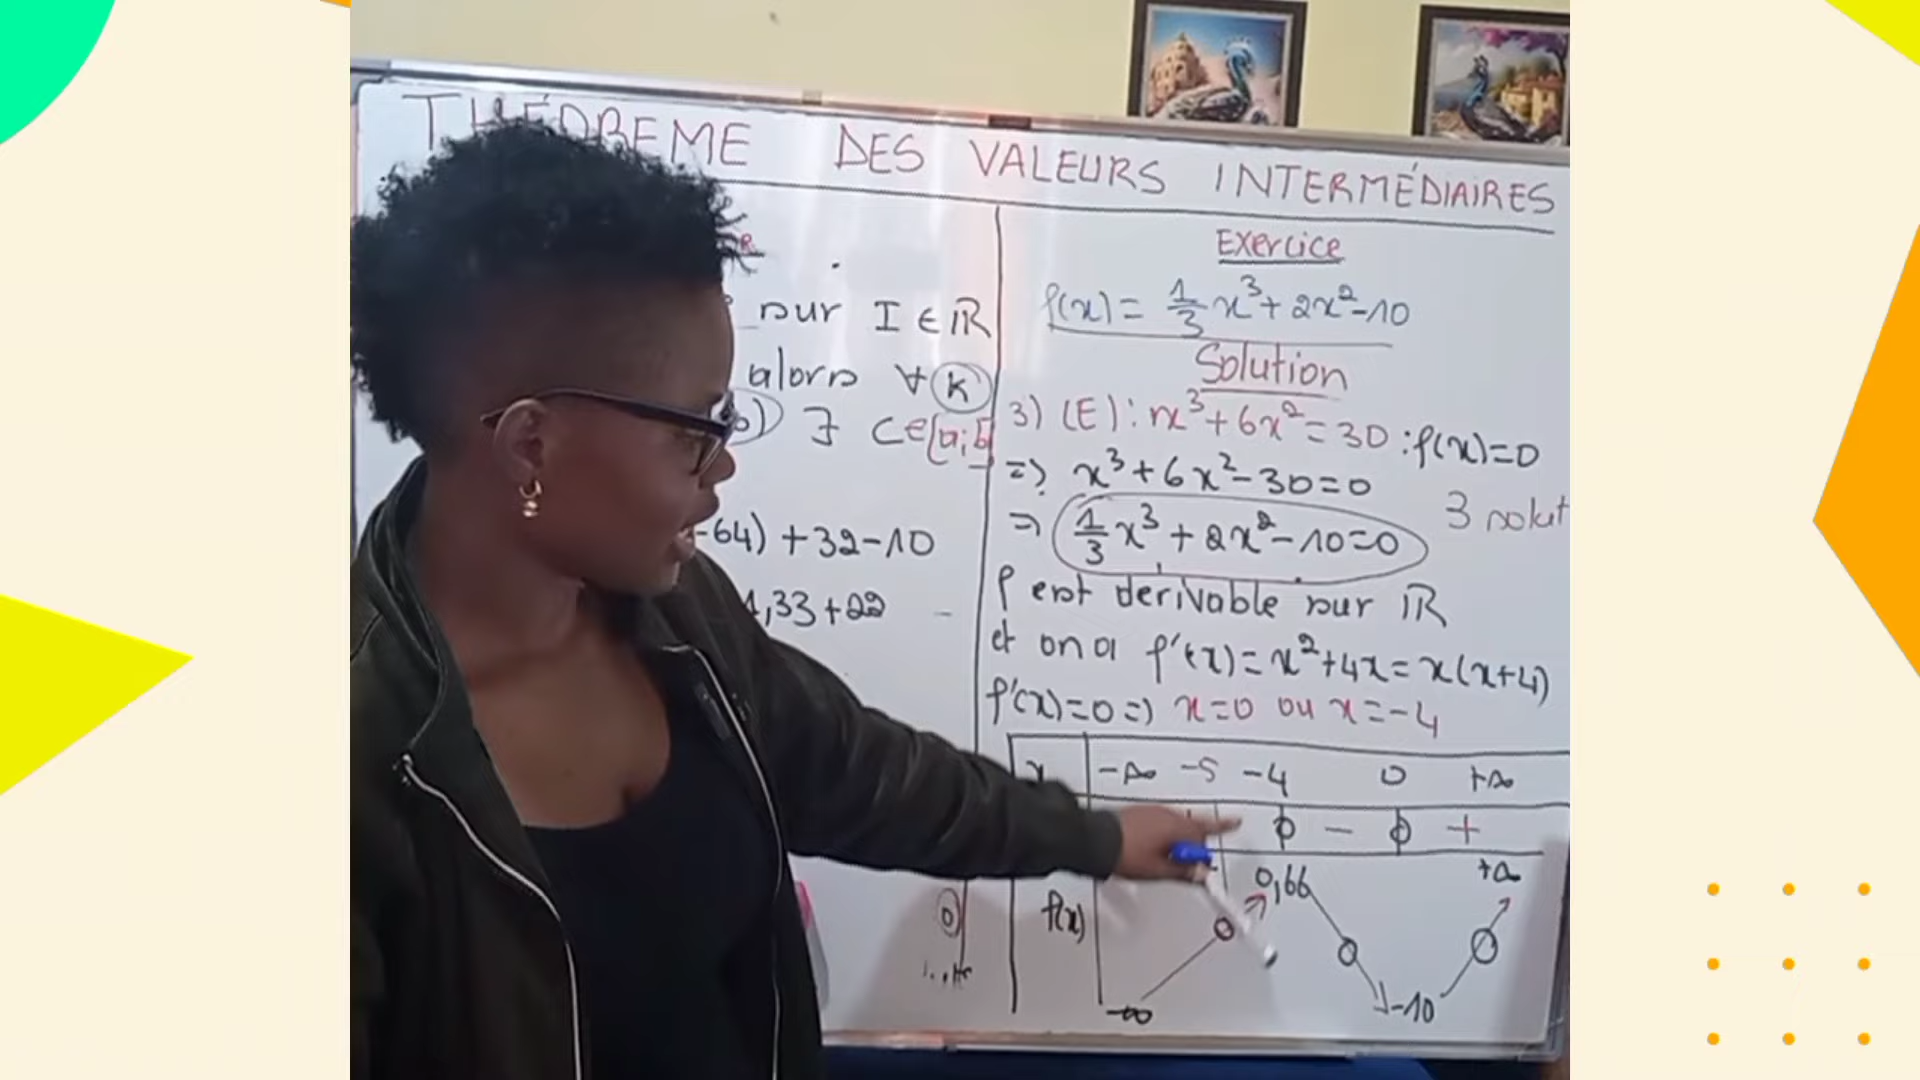 THÉOREME DES VALEURS INTERMÉDIAIRES
sur I ∈ ℝ
alors ∀ k
b) ∃ c ∈ [a; b]
-64) + 32 - 10
1,33 + 22
0
Exercice
f(x) = 1/3 x³ + 2x² - 10
Solution
3) (E) : x³ + 6x² = 30 : f(x) = 0
=> x³ + 6x² - 30 = 0
3 solut
=> 1/3 x³ + 2x² - 10 = 0
f est derivable sur ℝ
et on a f'(x) = x² + 4x = x(x+4)
f'(x) = 0 => x = 0 ou x = -4
x -∞ -5 -4 0 +∞
0 - 0 +
f(x) -∞ 0 0,66 0 -10 0 +∞